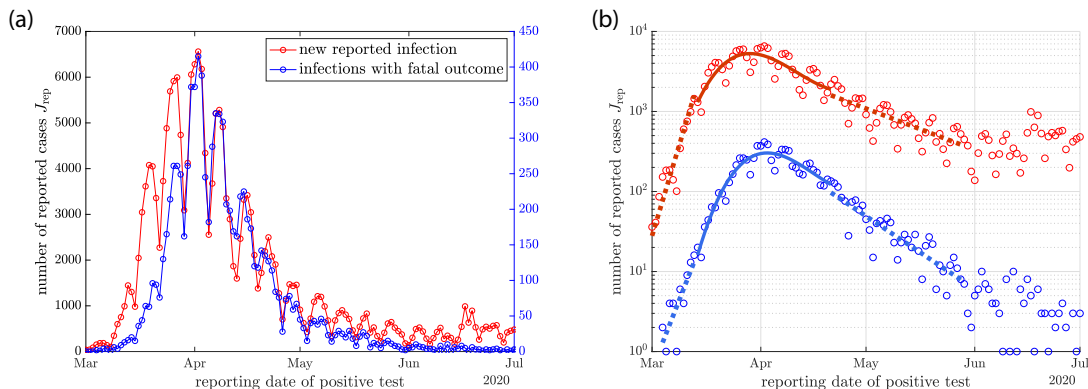 (a)
7000
6000
5000
4000
3000
2000
1000
0
number of reported cases J_rep
450
400
350
300
250
200
150
100
50
0
new reported infection
infections with fatal outcome
Mar
Apr
May
Jun
Jul
2020
reporting date of positive test
(b)
10^4
10^3
10^2
10^1
10^0
number of reported cases J_rep
Mar
Apr
May
Jun
Jul
2020
reporting date of positive test